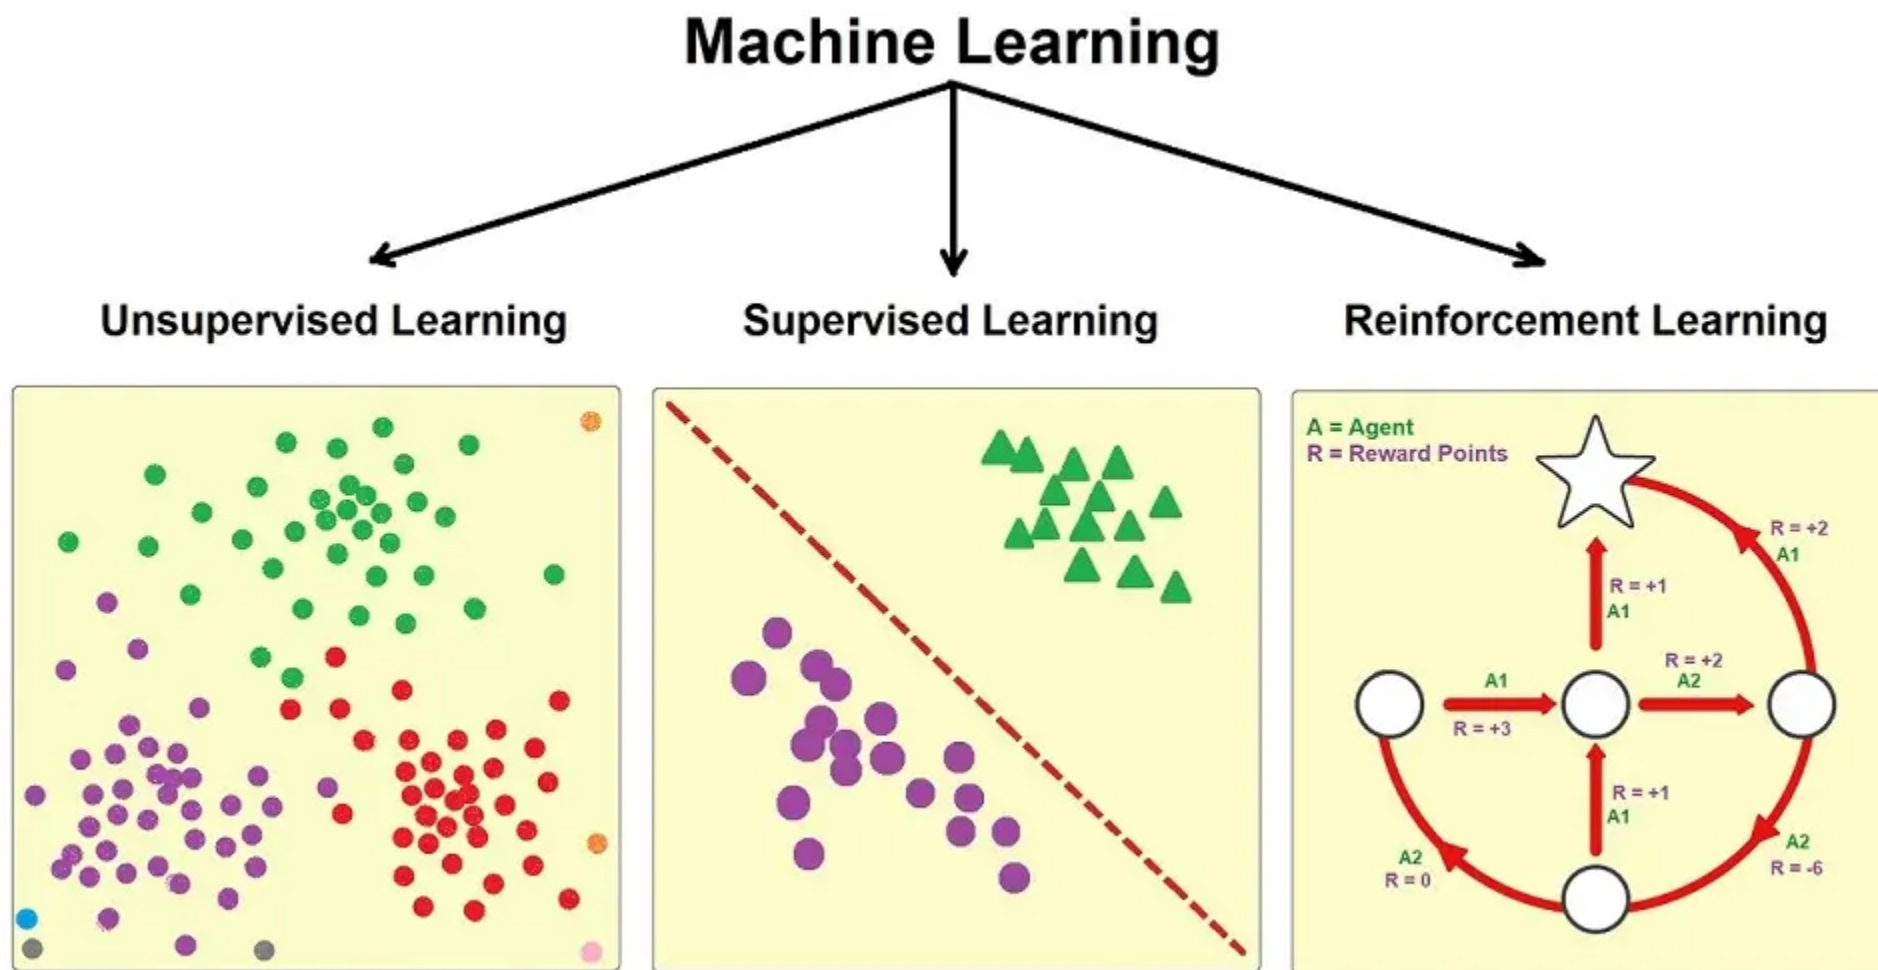 Machine Learning
Unsupervised Learning
Supervised Learning
Reinforcement Learning
A = Agent
R = Reward Points
R = +2
A1
R = +1
A1
R = +2
A2
A1
R = +3
R = +1
A1
A2
R = 0
A2
R = -6